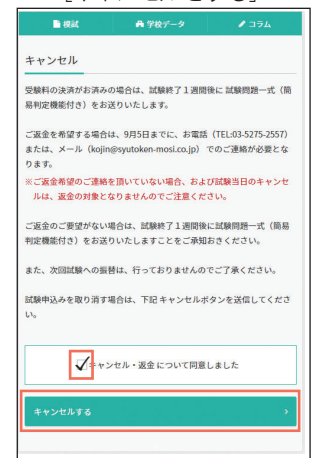 模試 学校データ コラム
キャンセル
受験料の決済がお済みの場合は、試験終了１週間後に 試験問題一式（簡
易判定機能付き）をお送りいたします。
ご返金を希望する場合は、9月5日までに、お電話（TEL:03-5275-2557）
または、メール（kojin@syutoken-mosi.co.jp） でのご連絡が必要とな
ります。
※ご返金希望のご連絡を頂いていない場合、および試験当日のキャンセ
ルは、返金の対象となりませんのでご注意ください。
ご返金のご要望がない場合は、試験終了１週間後に試験問題一式（簡易
判定機能付き）をお送りいたしますことをご承知おきください。
また、次回試験への振替は、行っておりませんのでご了承ください。
試験申込みを取り消す場合は、下記 キャンセルボタンを送信してくださ
い。
キャンセル・返金 について同意しました
キャンセルする